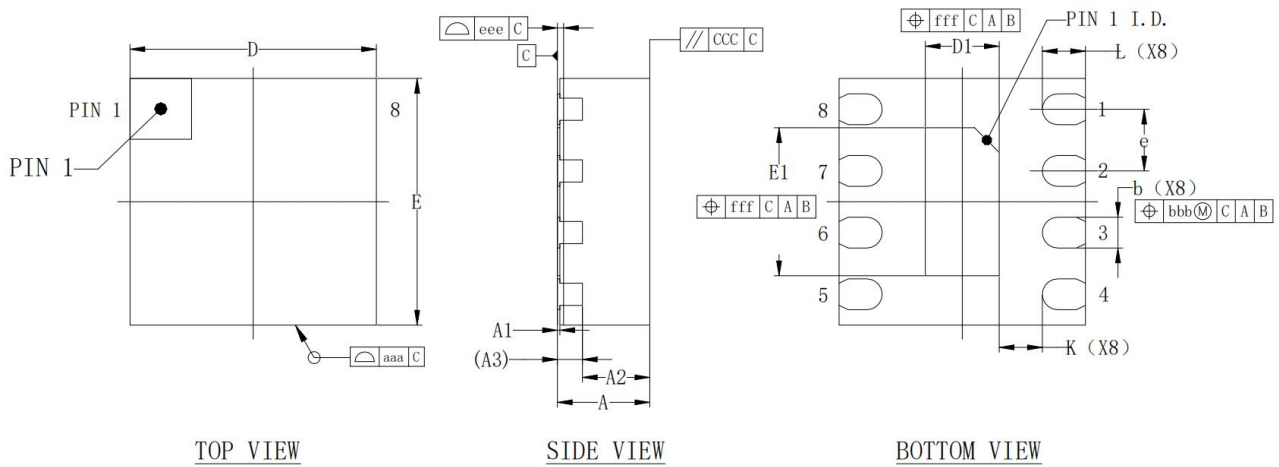 D
PIN 1
8
PIN 1
E
aaa C
TOP VIEW
eee C
C
// CCC C
A1
(A3)
A2
A
SIDE VIEW
⌖ fff C A B
D1
PIN 1 I.D.
L (X8)
8
1
e
E1
7
2
b (X8)
⌖ fff C A B
⌖ bbbⓂ C A B
6
3
5
4
K (X8)
BOTTOM VIEW